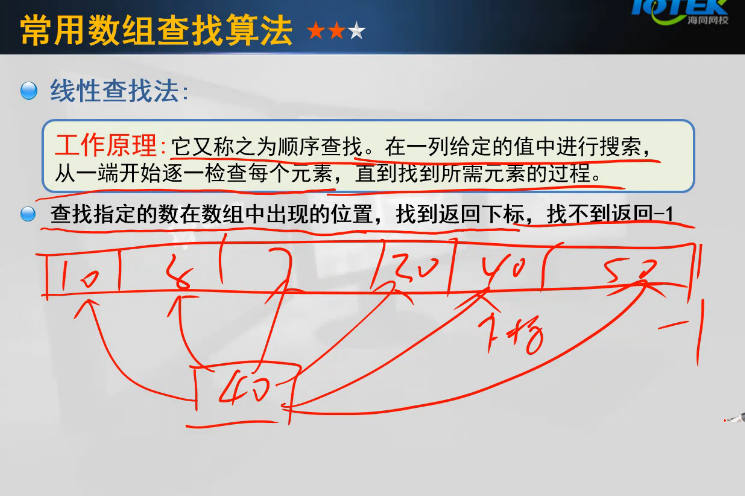 IOTEK
海同网校
常用数组查找算法
线性查找法:
工作原理:它又称之为顺序查找。在一列给定的值中进行搜索，
从一端开始逐一检查每个元素，直到找到所需元素的过程。
查找指定的数在数组中出现的位置，找到返回下标，找不到返回-1
10 8 2 30 40 50
下标
-1
40